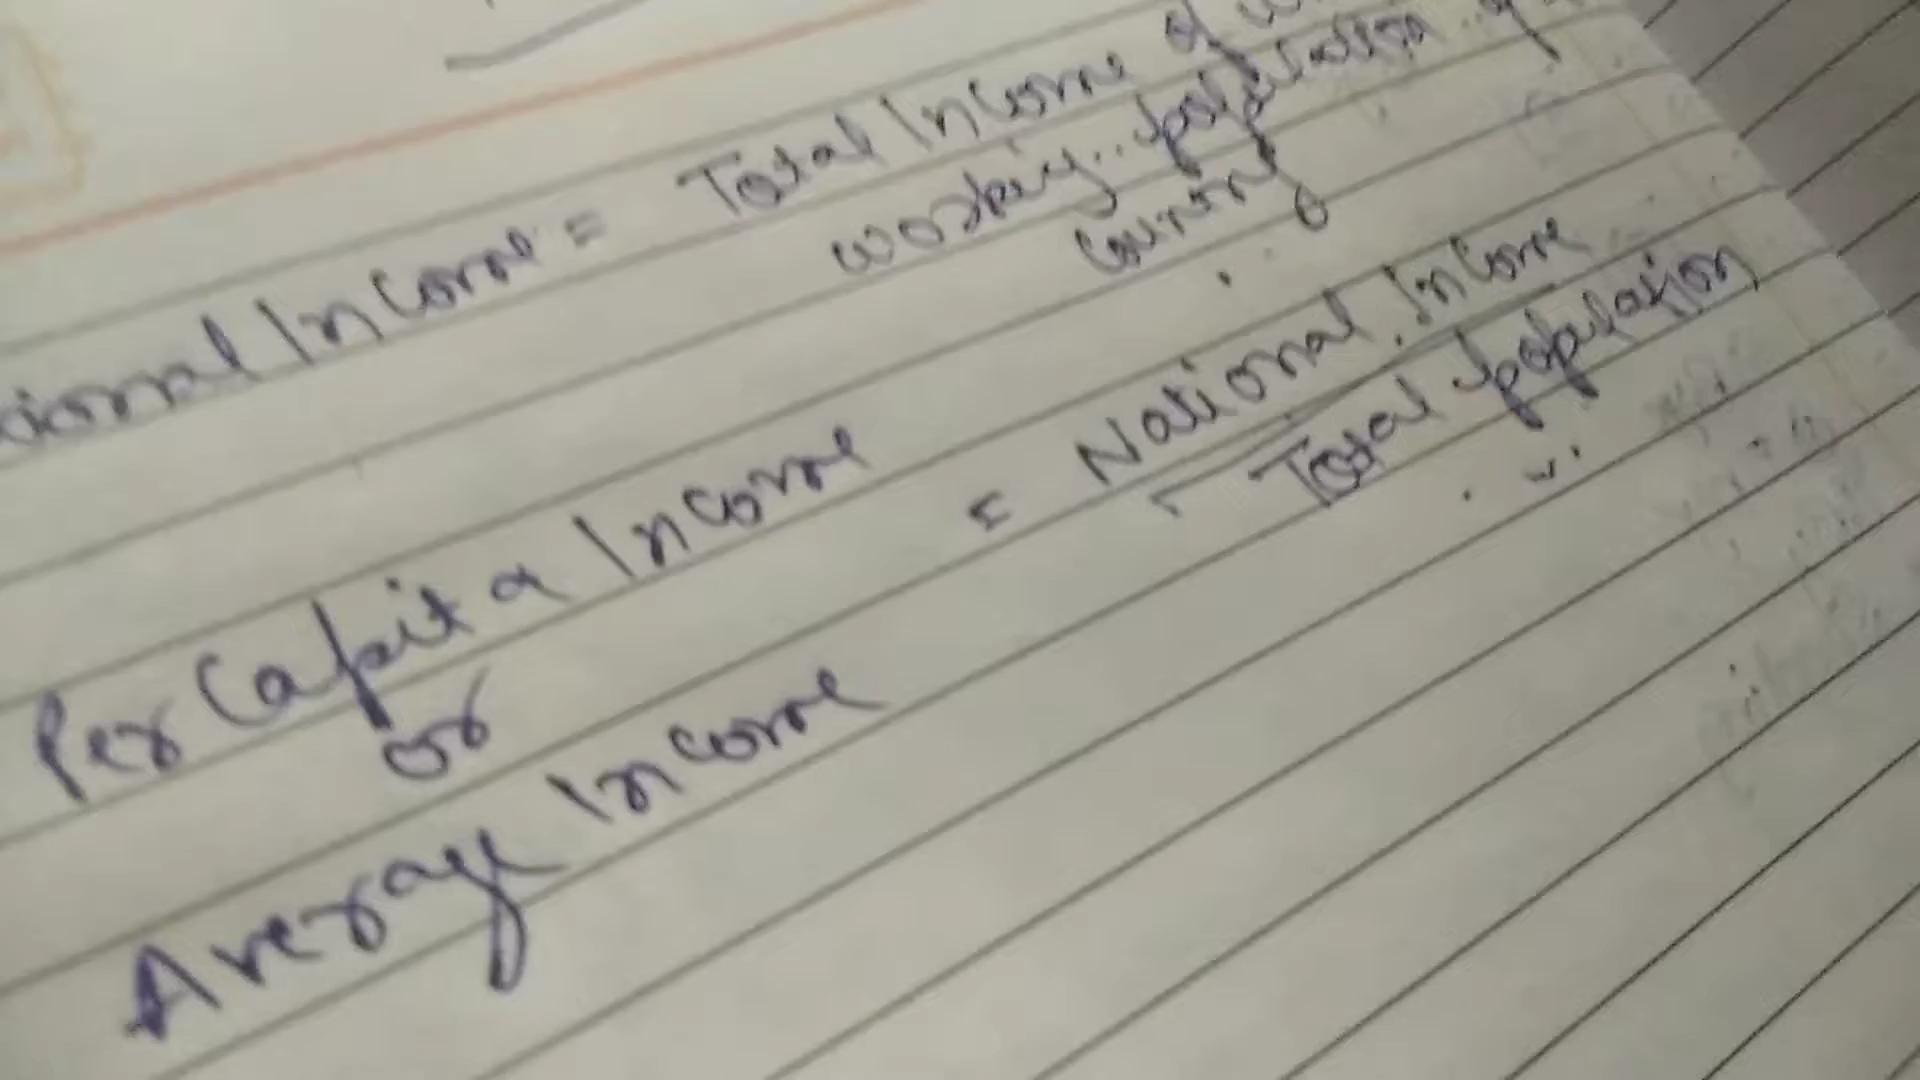 ional Income = Total Income of
working population of
Country
Per Capita Income
or
Average Income
= National Income
Total population